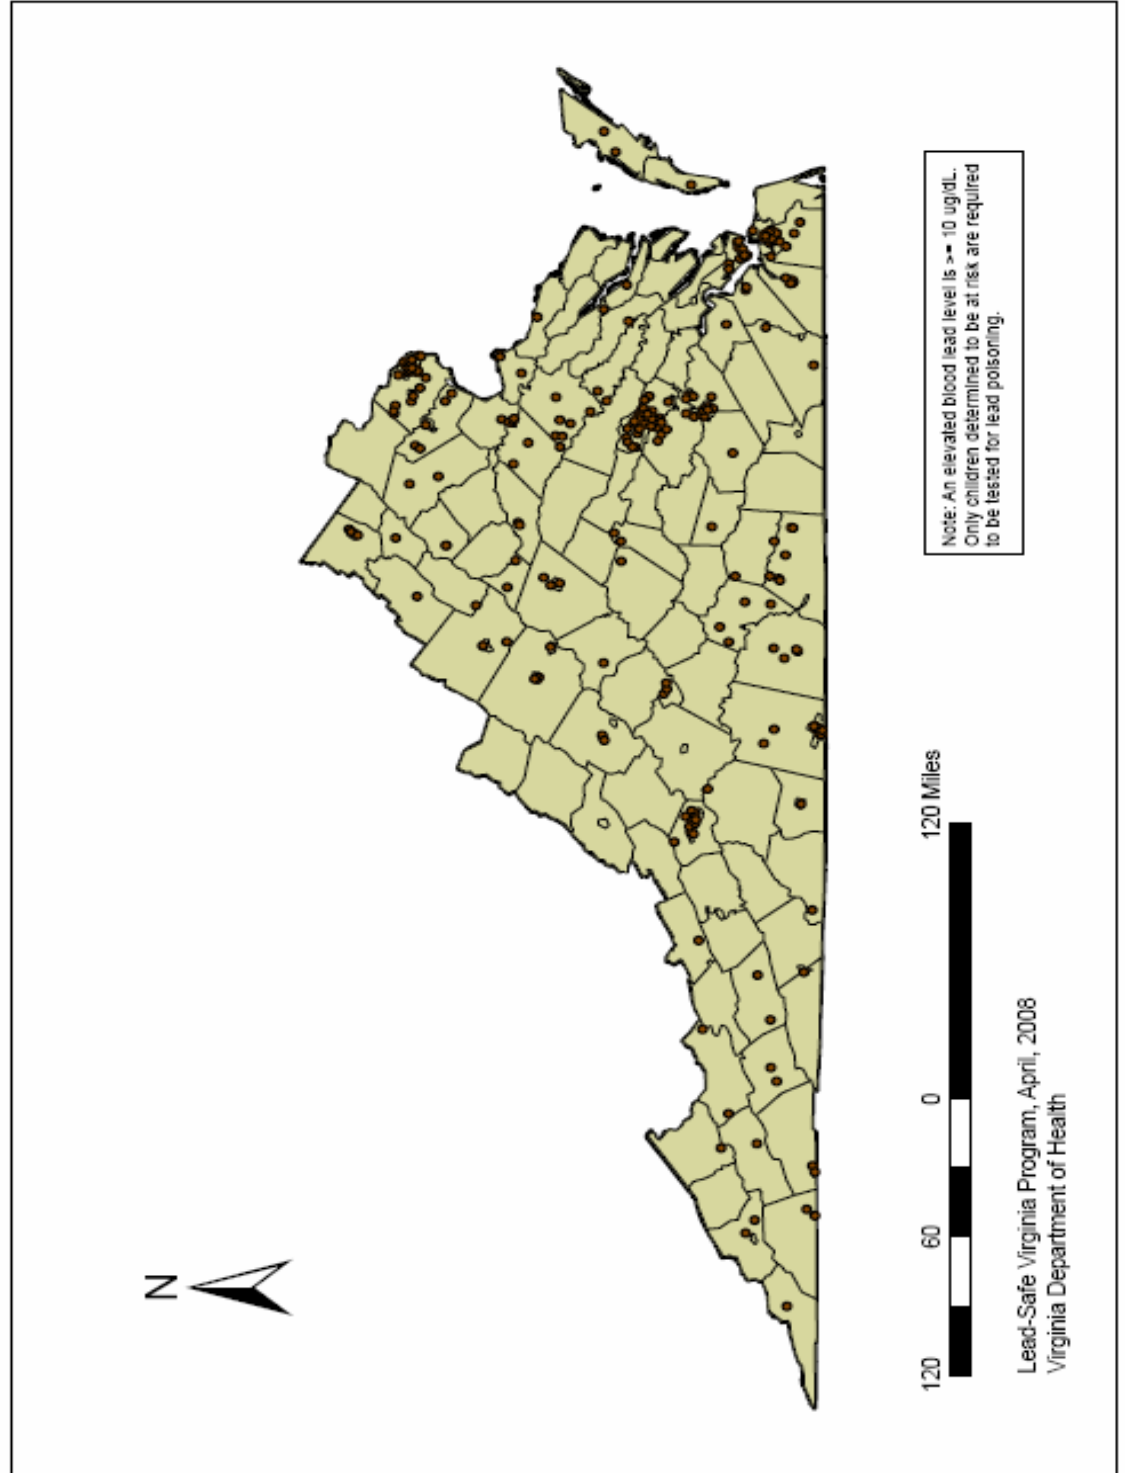 N
Note: An elevated blood lead level is >= 10 ug/dL.
Only children determined to be at risk are required
to be tested for lead poisoning.
120 60 0 120 Miles
Lead-Safe Virginia Program, April, 2008
Virginia Department of Health